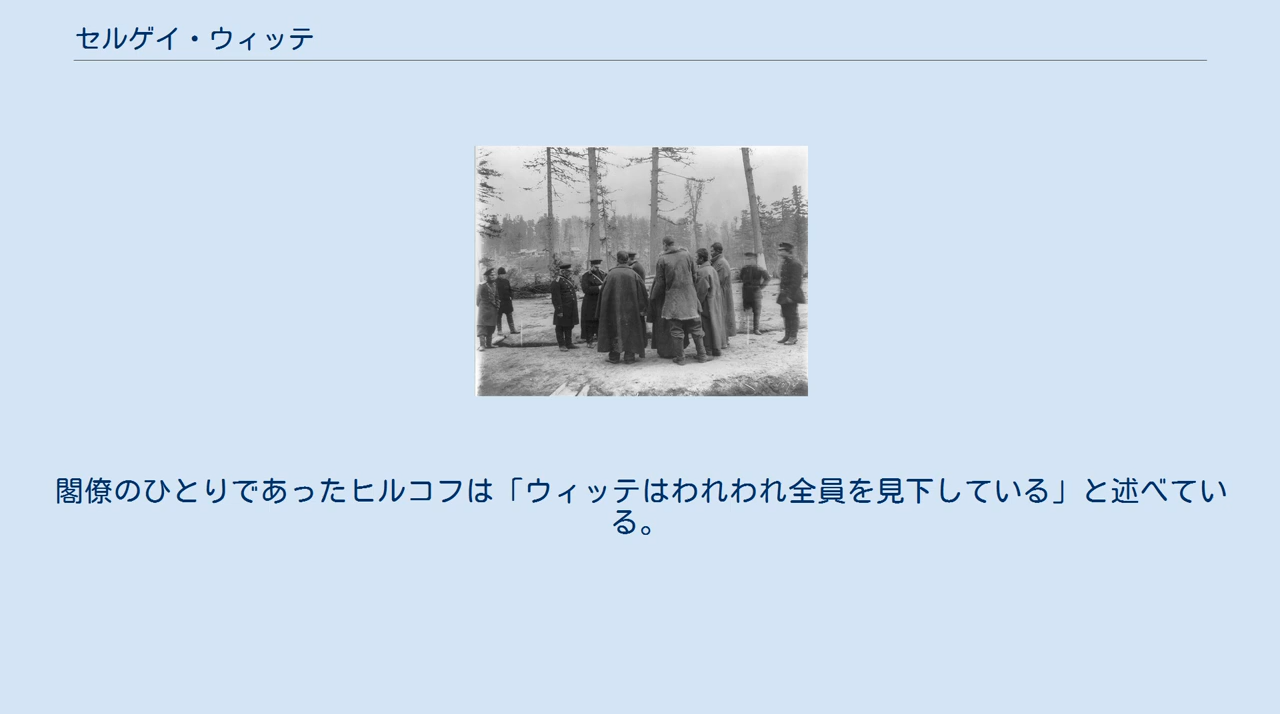 セルゲイ・ウィッテ
閣僚のひとりであったヒルコフは「ウィッテはわれわれ全員を見下している」と述べてい
る。